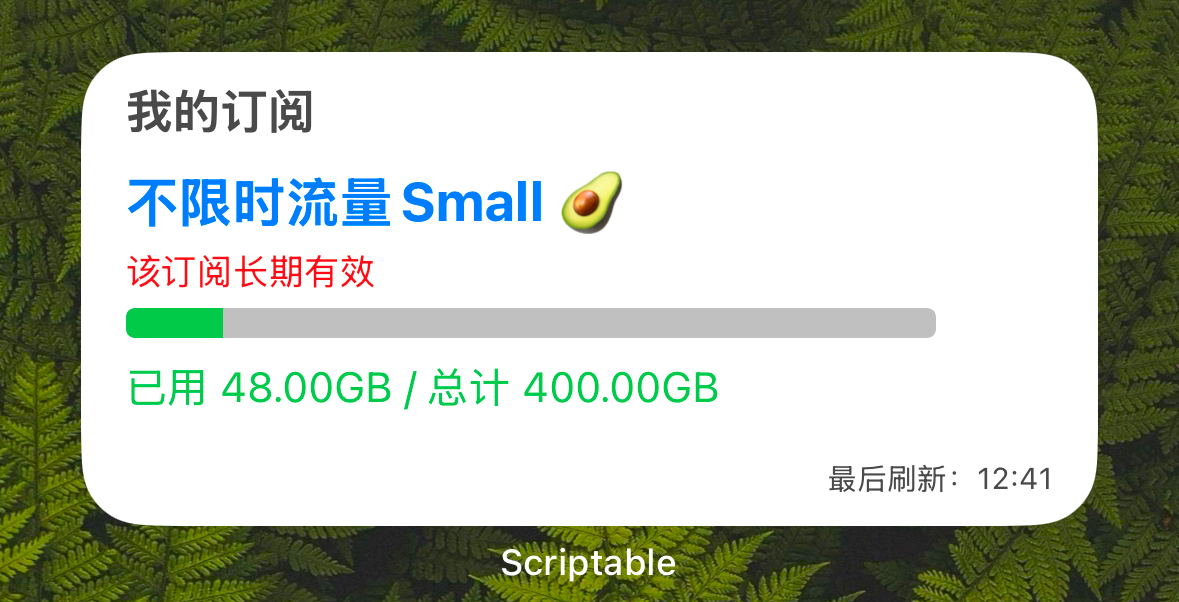 我的订阅
不限时流量 Small 🥑
该订阅长期有效
已用 48.00GB / 总计 400.00GB
最后刷新：12:41
Scriptable